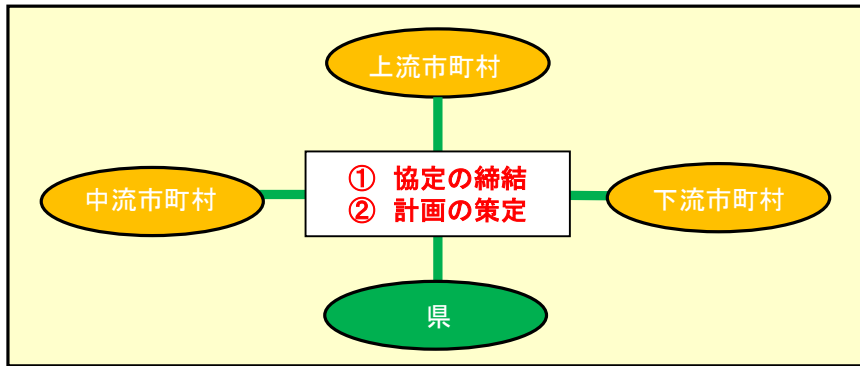 上流市町村
中流市町村
① 協定の締結
② 計画の策定
下流市町村
県